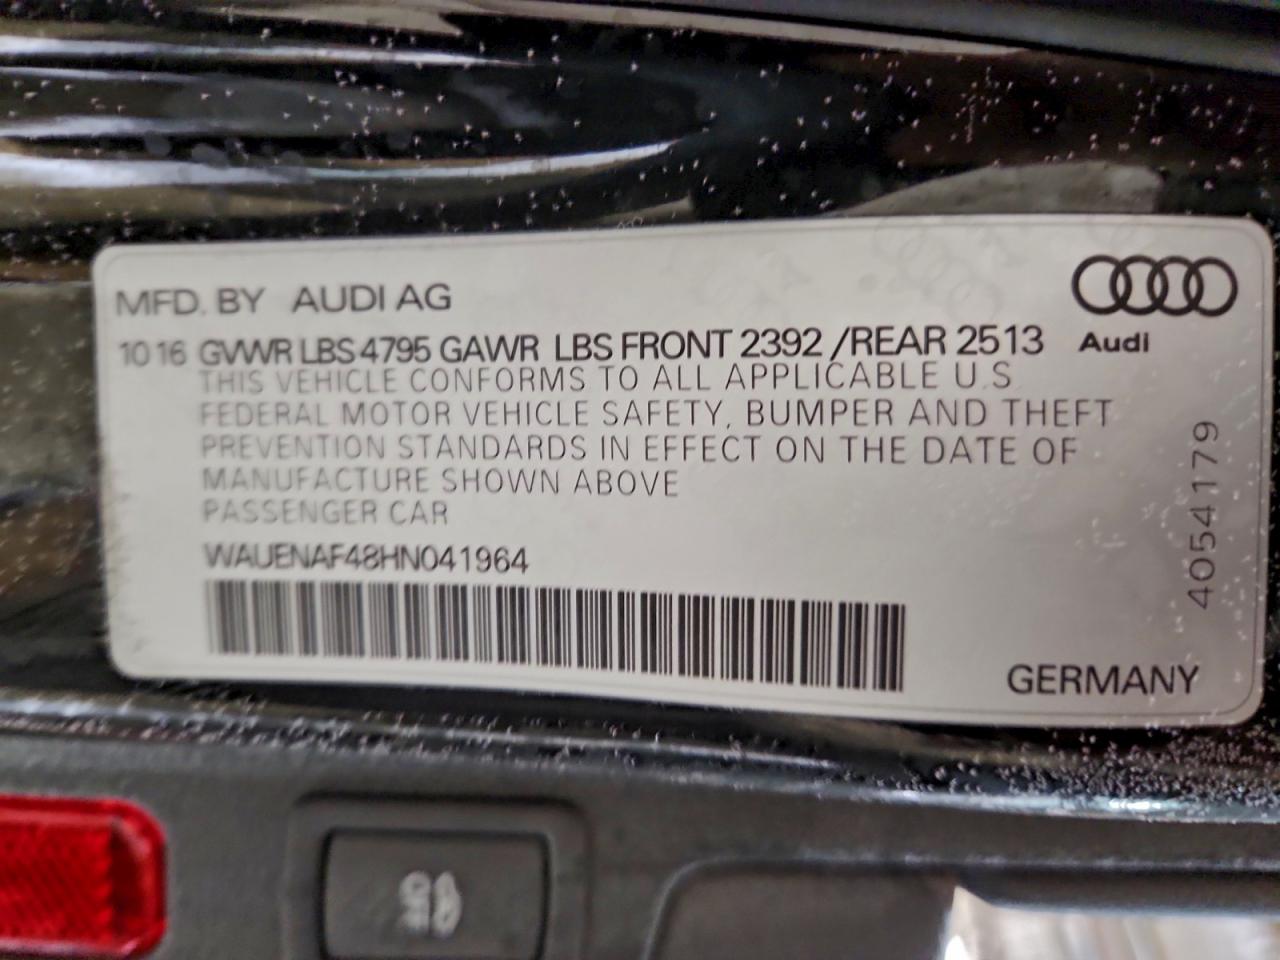 MFD. BY AUDI AG
10 16 GVWR LBS 4795 GAWR LBS FRONT 2392 /REAR 2513
Audi
THIS VEHICLE CONFORMS TO ALL APPLICABLE U.S
FEDERAL MOTOR VEHICLE SAFETY, BUMPER AND THEFT
PREVENTION STANDARDS IN EFFECT ON THE DATE OF
MANUFACTURE SHOWN ABOVE
PASSENGER CAR
WAUENAF48HN041964
4054179
GERMANY
OFF